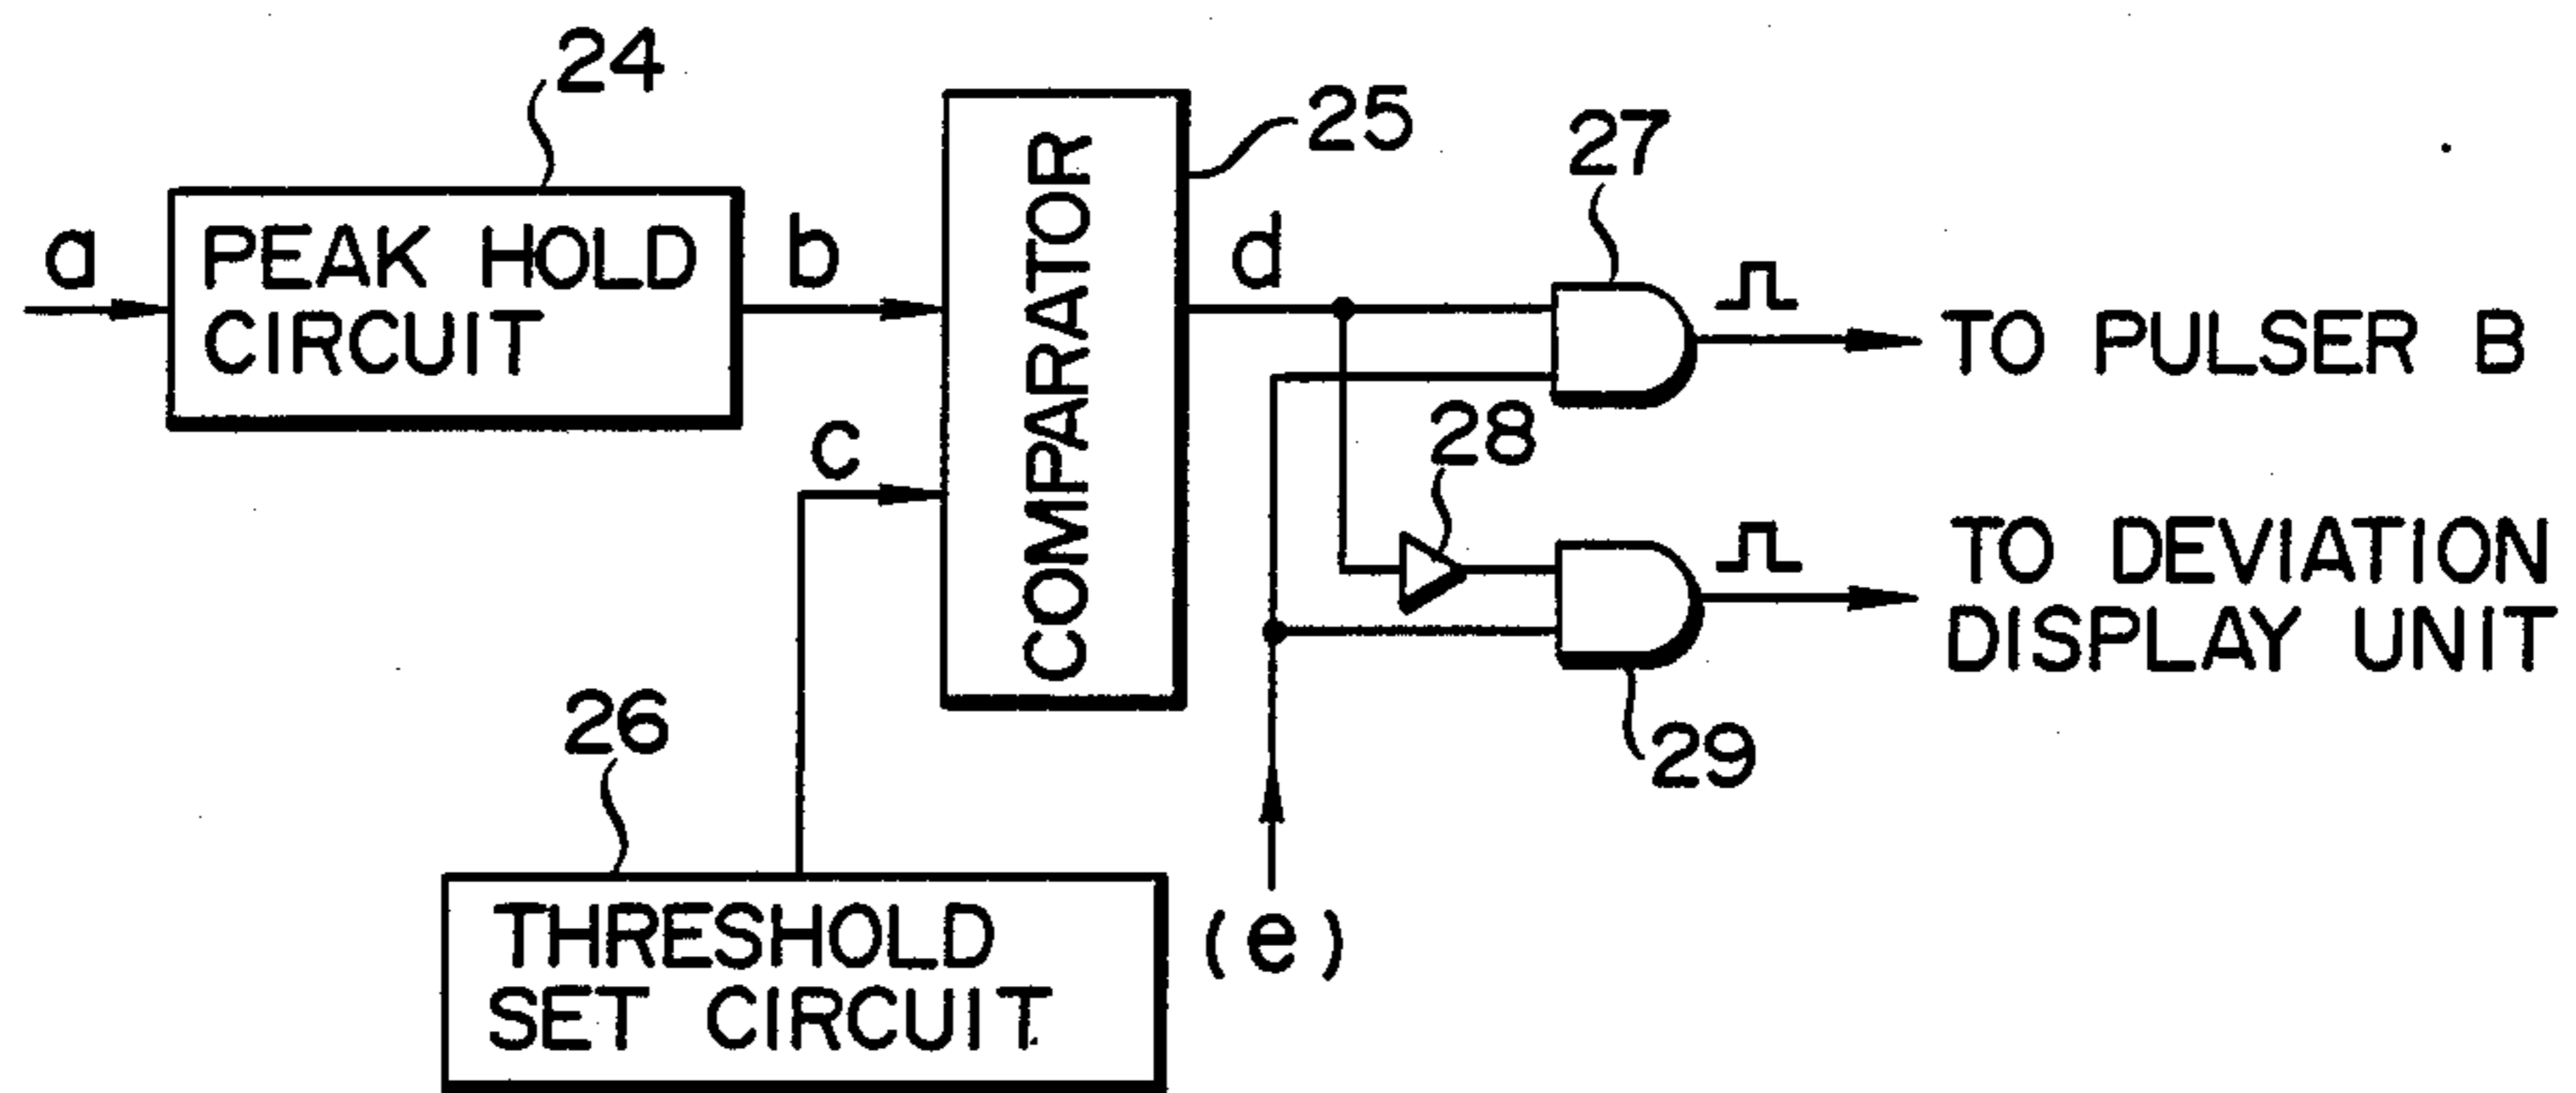 24
25
27
a
PEAK HOLD
CIRCUIT
b
COMPARATOR
d
TO PULSER B
c
28
TO DEVIATION
DISPLAY UNIT
26
29
THRESHOLD
SET CIRCUIT
(e)